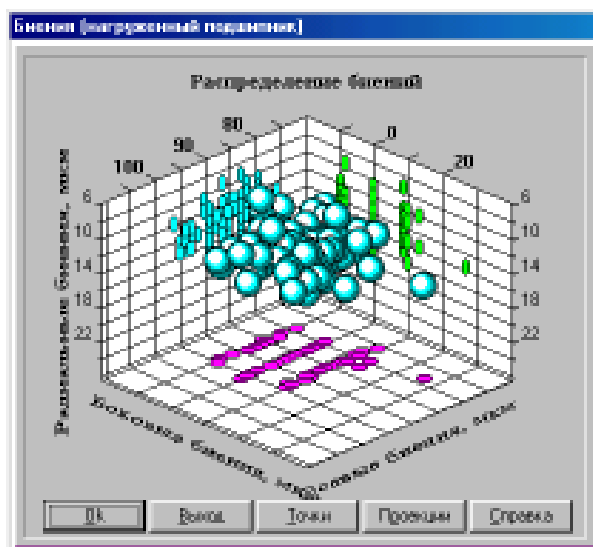 Биения (нагруженный подшипник)
Распределение биений
80
90
100
0
20
6
10
14
18
22
6
10
14
18
22
Радиальные биения, мкм
Боковые биения, мкм
биения, мкм
Ok
Выход
Точки
Проекции
Справка